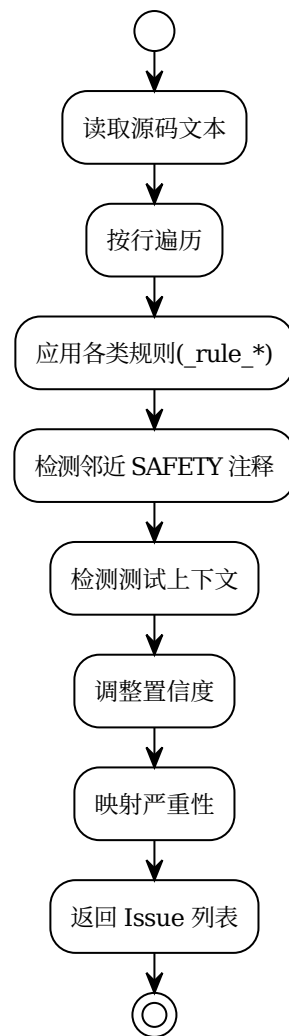 读取源码文本
按行遍历
应用各类规则(_rule_*)
检测邻近 SAFETY 注释
检测测试上下文
调整置信度
映射严重性
返回 Issue 列表